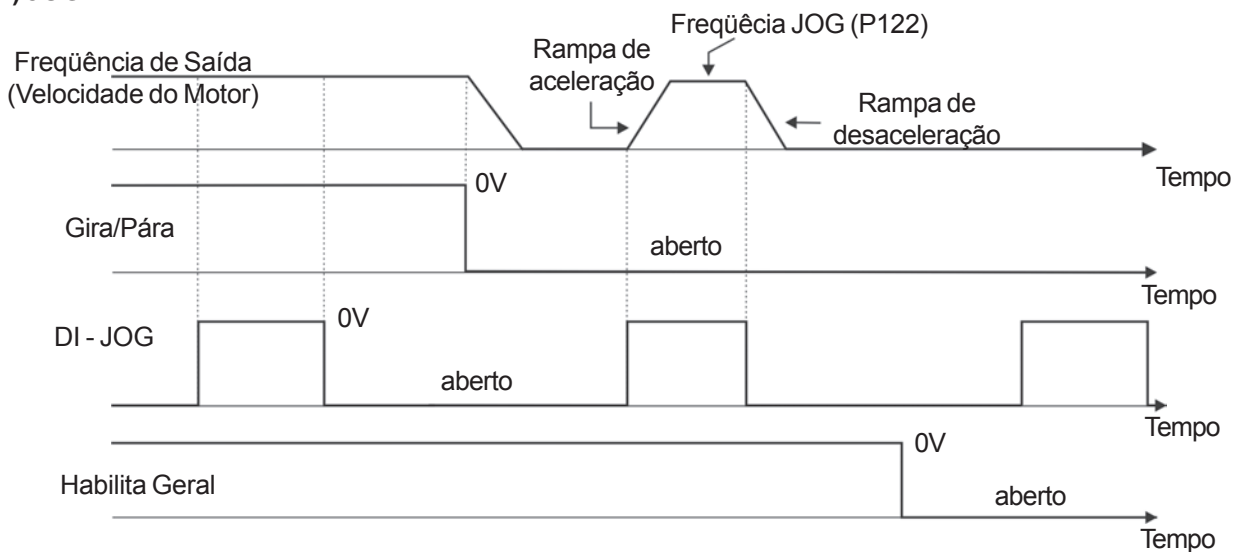 Freqüêcia JOG (P122)
Rampa de
aceleração
Freqüência de Saída
(Velocidade do Motor)
Rampa de
desaceleração
Tempo
0V
Gira/Pára
aberto
Tempo
0V
DI - JOG
aberto
Tempo
0V
Habilita Geral
aberto
Tempo